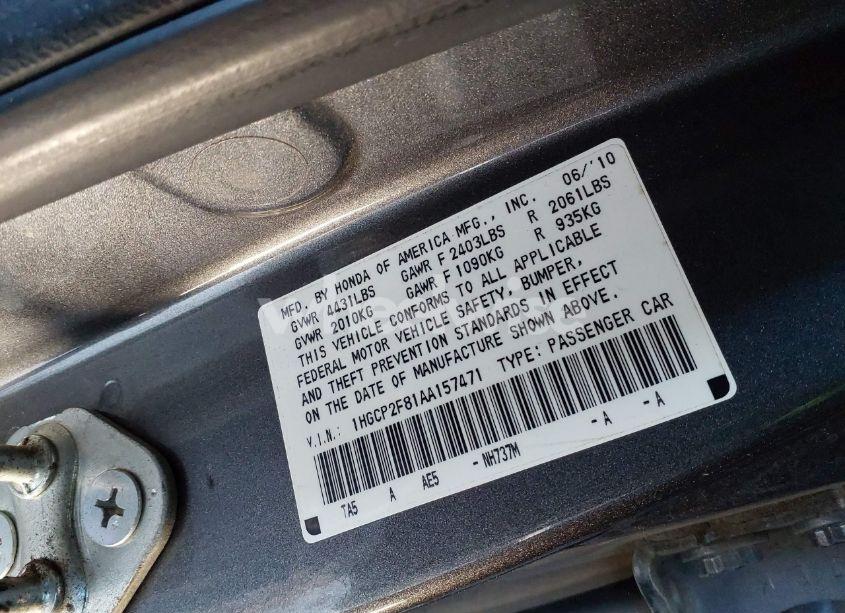 MFD. BY HONDA OF AMERICA MFG., INC. 06/'10
GVWR 4431LBS GAWR F 2403LBS R 2061LBS
GVWR 2010KG GAWR F 1090KG R 935KG
THIS VEHICLE CONFORMS TO ALL APPLICABLE
FEDERAL MOTOR VEHICLE SAFETY, BUMPER,
AND THEFT PREVENTION STANDARDS IN EFFECT
ON THE DATE OF MANUFACTURE SHOWN ABOVE.
V.I.N.: 1HGCP2F81AA157471 TYPE: PASSENGER CAR
TA5 A AE5 -NH737M -A -A